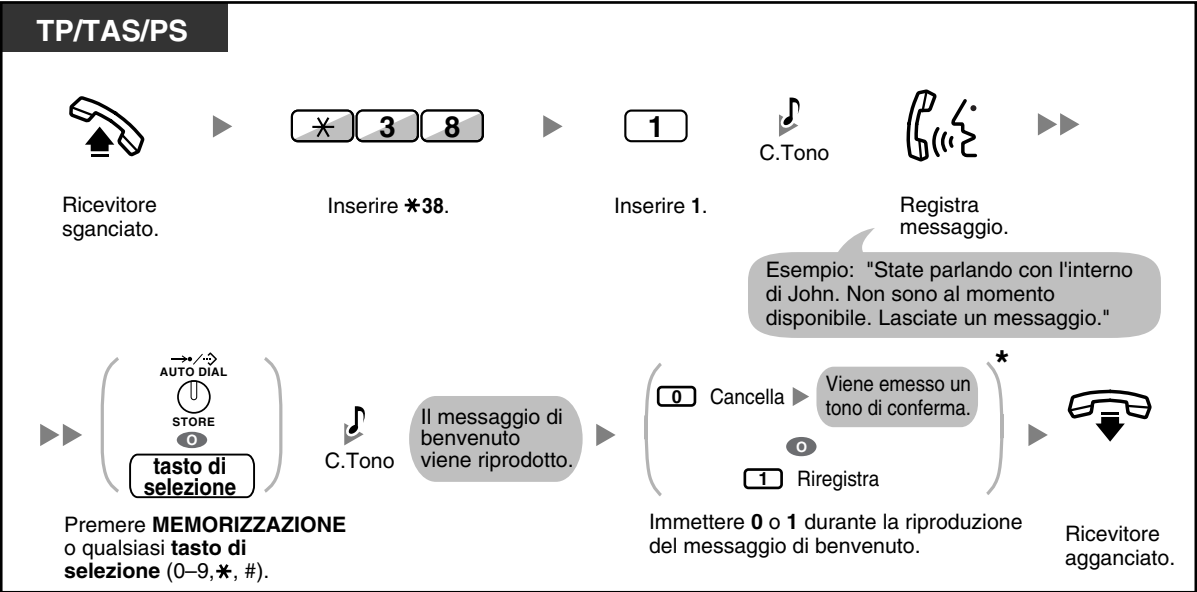 TP/TAS/PS
✱ 3 8
1
C.Tono
Ricevitore
sganciato.
Inserire ✱38.
Inserire 1.
Registra
messaggio.
Esempio: "State parlando con l'interno
di John. Non sono al momento
disponibile. Lasciate un messaggio."
AUTO DIAL
STORE
O
tasto di
selezione
C.Tono
Il messaggio di
benvenuto
viene riprodotto.
0 Cancella
Viene emesso un
tono di conferma.
O
1 Riregistra
*
Premere MEMORIZZAZIONE
o qualsiasi tasto di
selezione (0–9,✱, #).
Immettere 0 o 1 durante la riproduzione
del messaggio di benvenuto.
Ricevitore
agganciato.